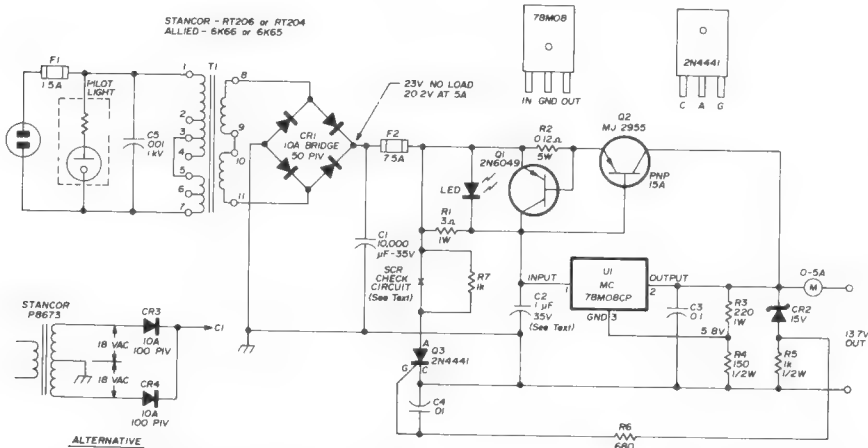 STANCOR - RT206 or RT204
ALLIED - 6K66 or 6K65
F1
1.5A
PILOT
LIGHT
C5
.001
1kV
T1
1
2
3
4
5
6
7
8
9
10
11
CR1
10A BRIDGE
50 PIV
23V NO LOAD
20.2V AT 5A
F2
7.5A
C1
10,000
µF-35V
78M08
IN GND OUT
2N4441
C A G
LED
R1
3Ω
1W
Q1
2N6049
R2
0.12Ω
5W
Q2
MJ 2955
PNP
15A
SCR
CHECK
CIRCUIT
(See Text)
R7
1k
C2
1 µF
35V
(See Text)
INPUT
1
U1
MC
78M08CP
GND 3
OUTPUT
2
5.8V
C3
0.1
R3
220
1W
R4
150
1/2W
0-5A
M
CR2
15V
R5
1k
1/2W
13.7V
OUT
A
Q3
2N4441
G
C
C4
.01
R6
680
STANCOR
P8673
18 VAC
18 VAC
CR3
10A
100 PIV
C1
CR4
10A
100 PIV
ALTERNATIVE